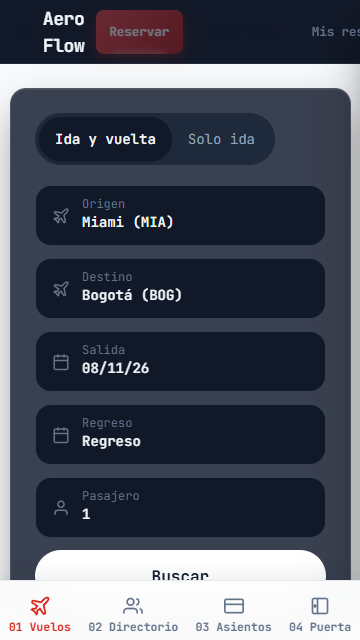 Aero
Flow
Reservar
Mis res
Ida y vuelta
Solo ida
Origen
Miami (MIA)
Destino
Bogotá (BOG)
Salida
08/11/26
Regreso
Regreso
Pasajero
1
Buscar
01 Vuelos
02 Directorio
03 Asientos
04 Puerta